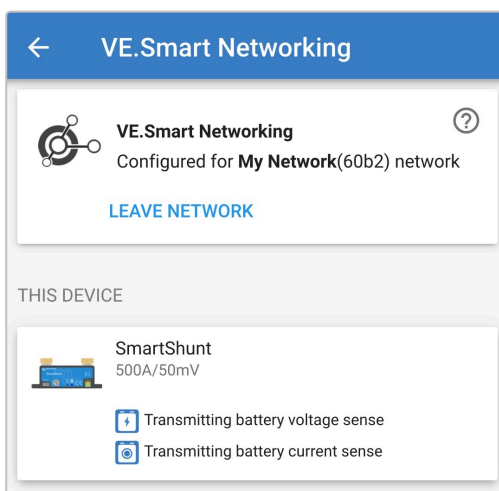 VE.Smart Networking
VE.Smart Networking
Configured for My Network(60b2) network
LEAVE NETWORK
THIS DEVICE
SmartShunt
500A/50mV
Transmitting battery voltage sense
Transmitting battery current sense